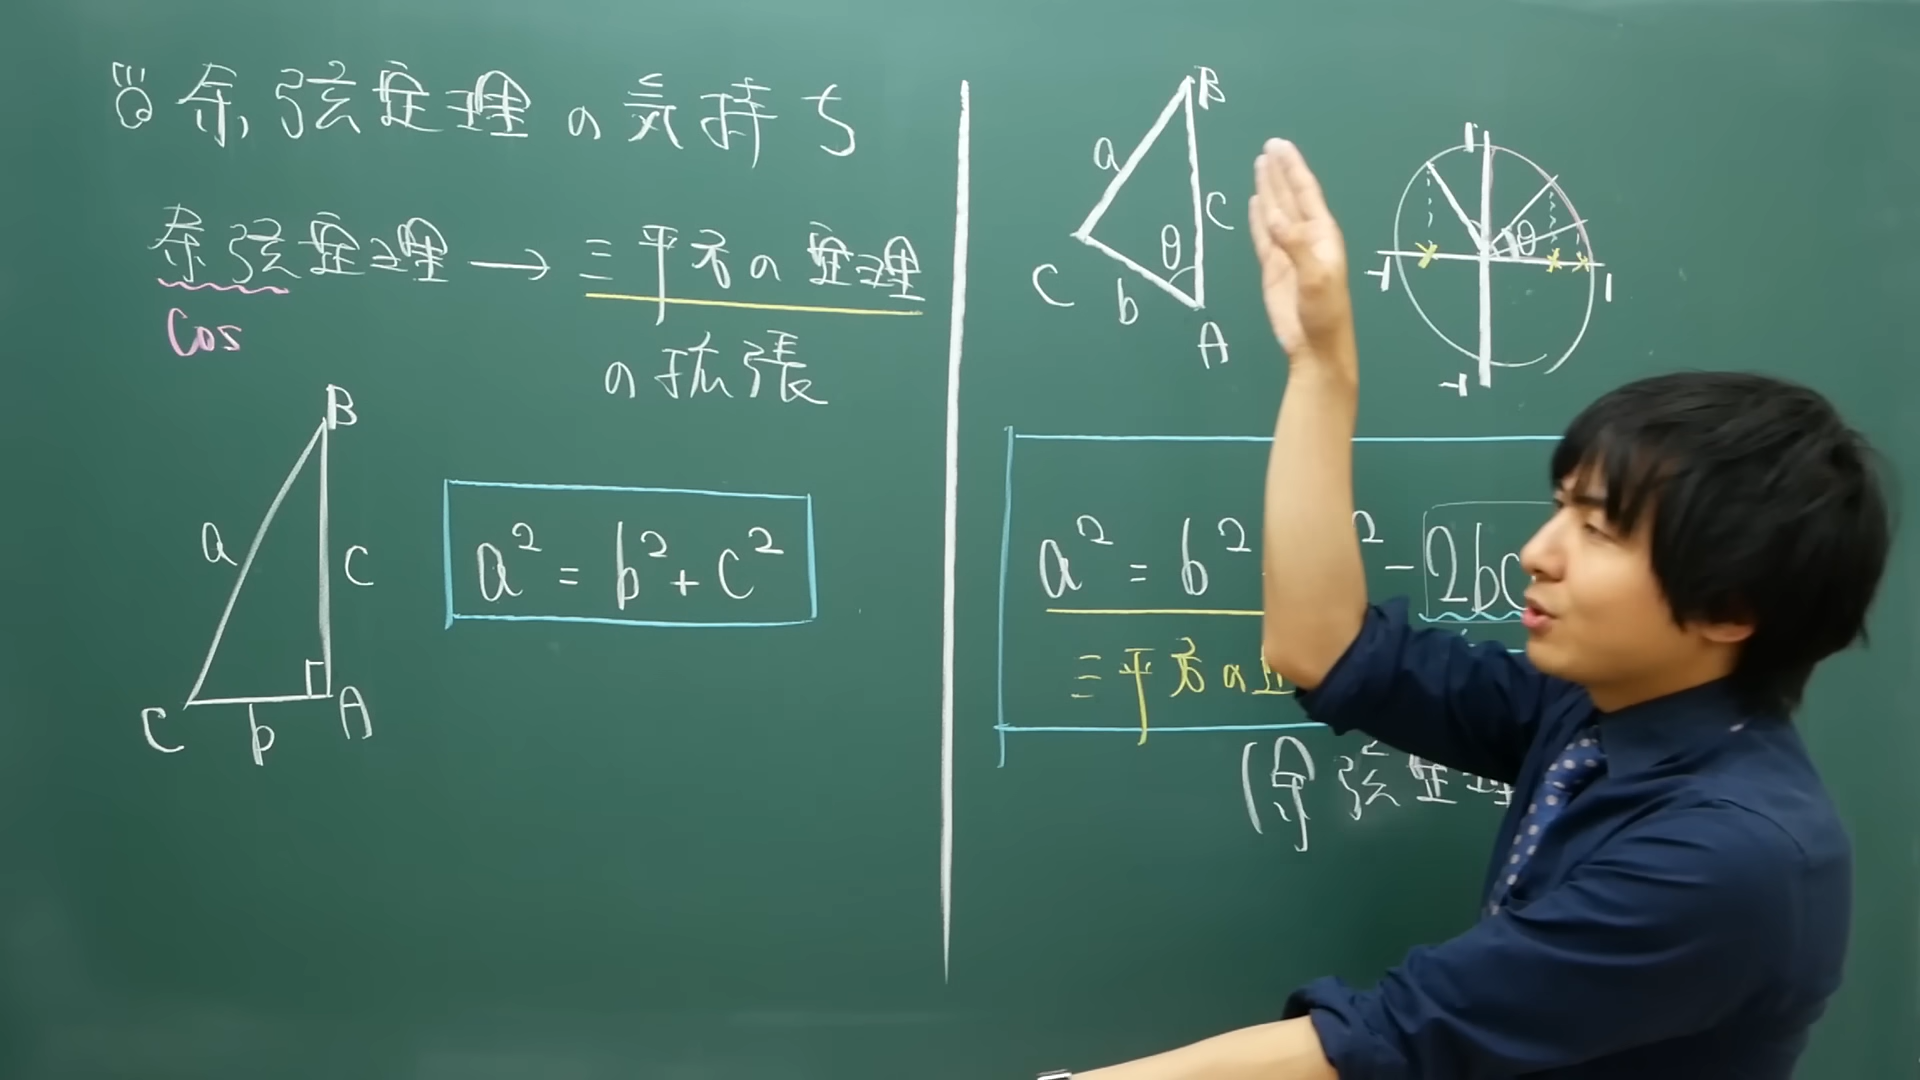 余弦定理の気持ち
余弦定理→三平方の定理
cos
の拡張
B
a
c
C
b
A
a² = b² + c²
B
a
c
θ
C
b
A
1
θ
-1
1
-1
a² = b² ² - 2bc
三平方の
(余弦定理